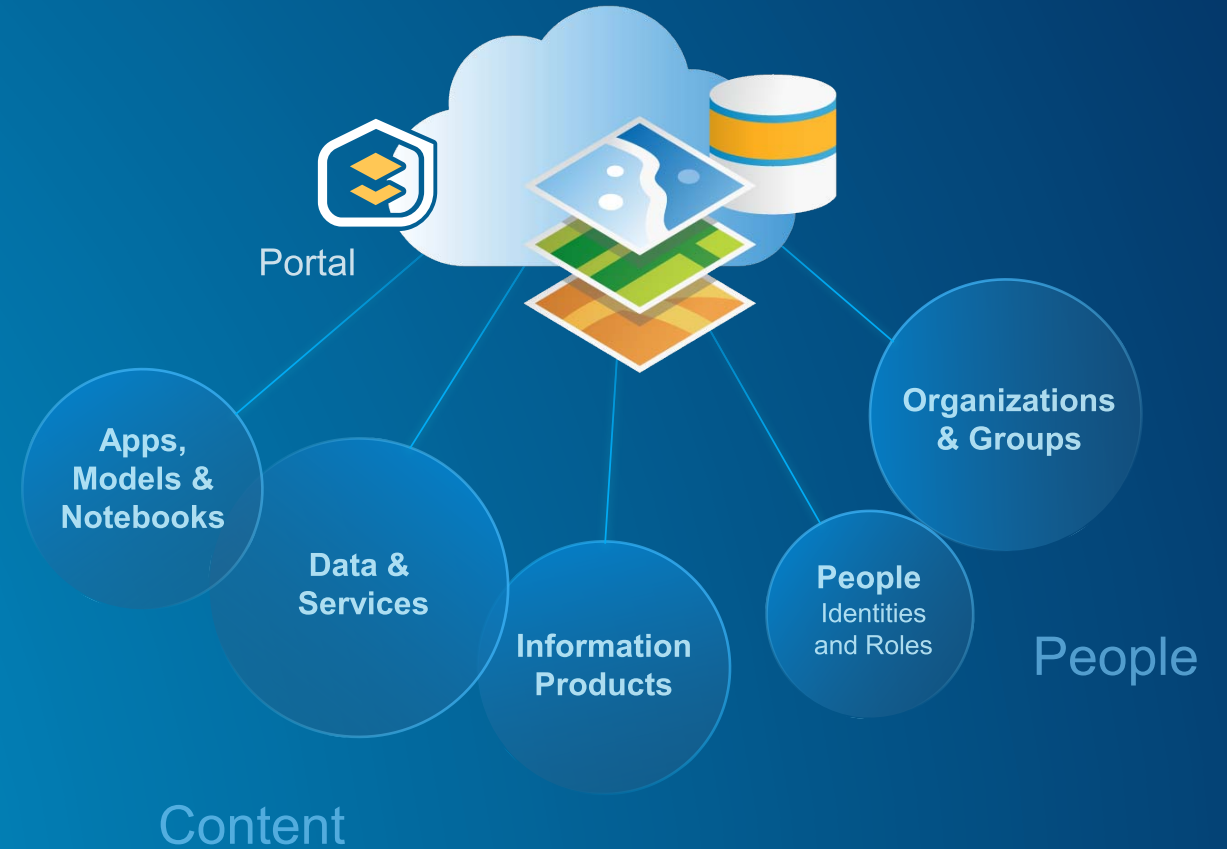 Portal
Apps,
Models &
Notebooks
Data &
Services
Information
Products
People
Identities
and Roles
Organizations
& Groups
People
Content